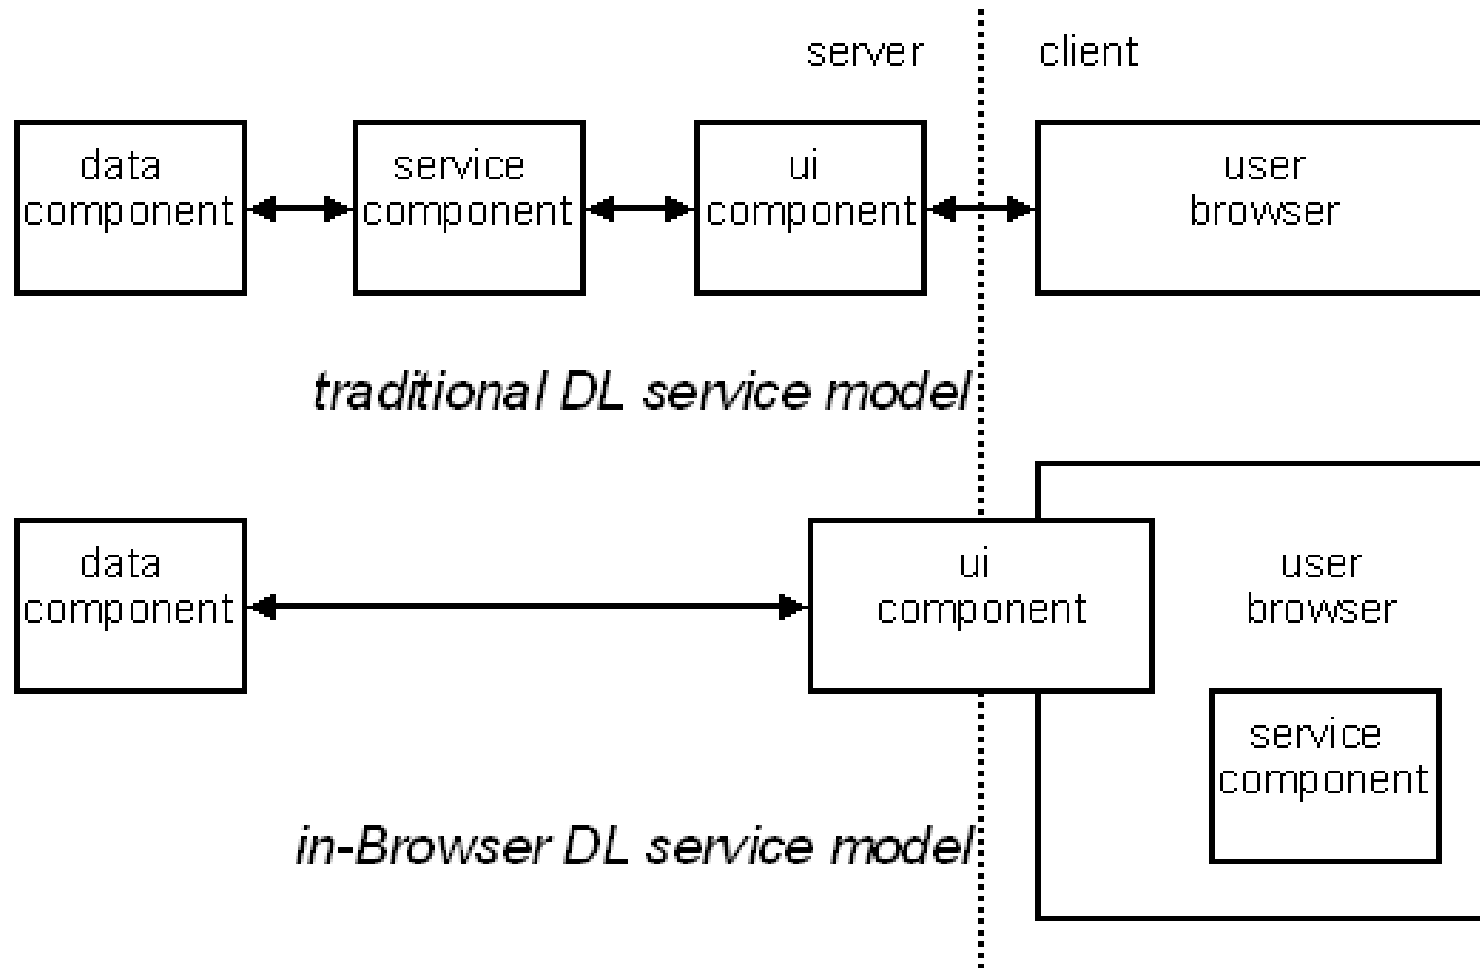 server
client
data
component
service
component
ui
component
user
browser
traditional DL service model
data
component
ui
component
user
browser
service
component
in-Browser DL service model